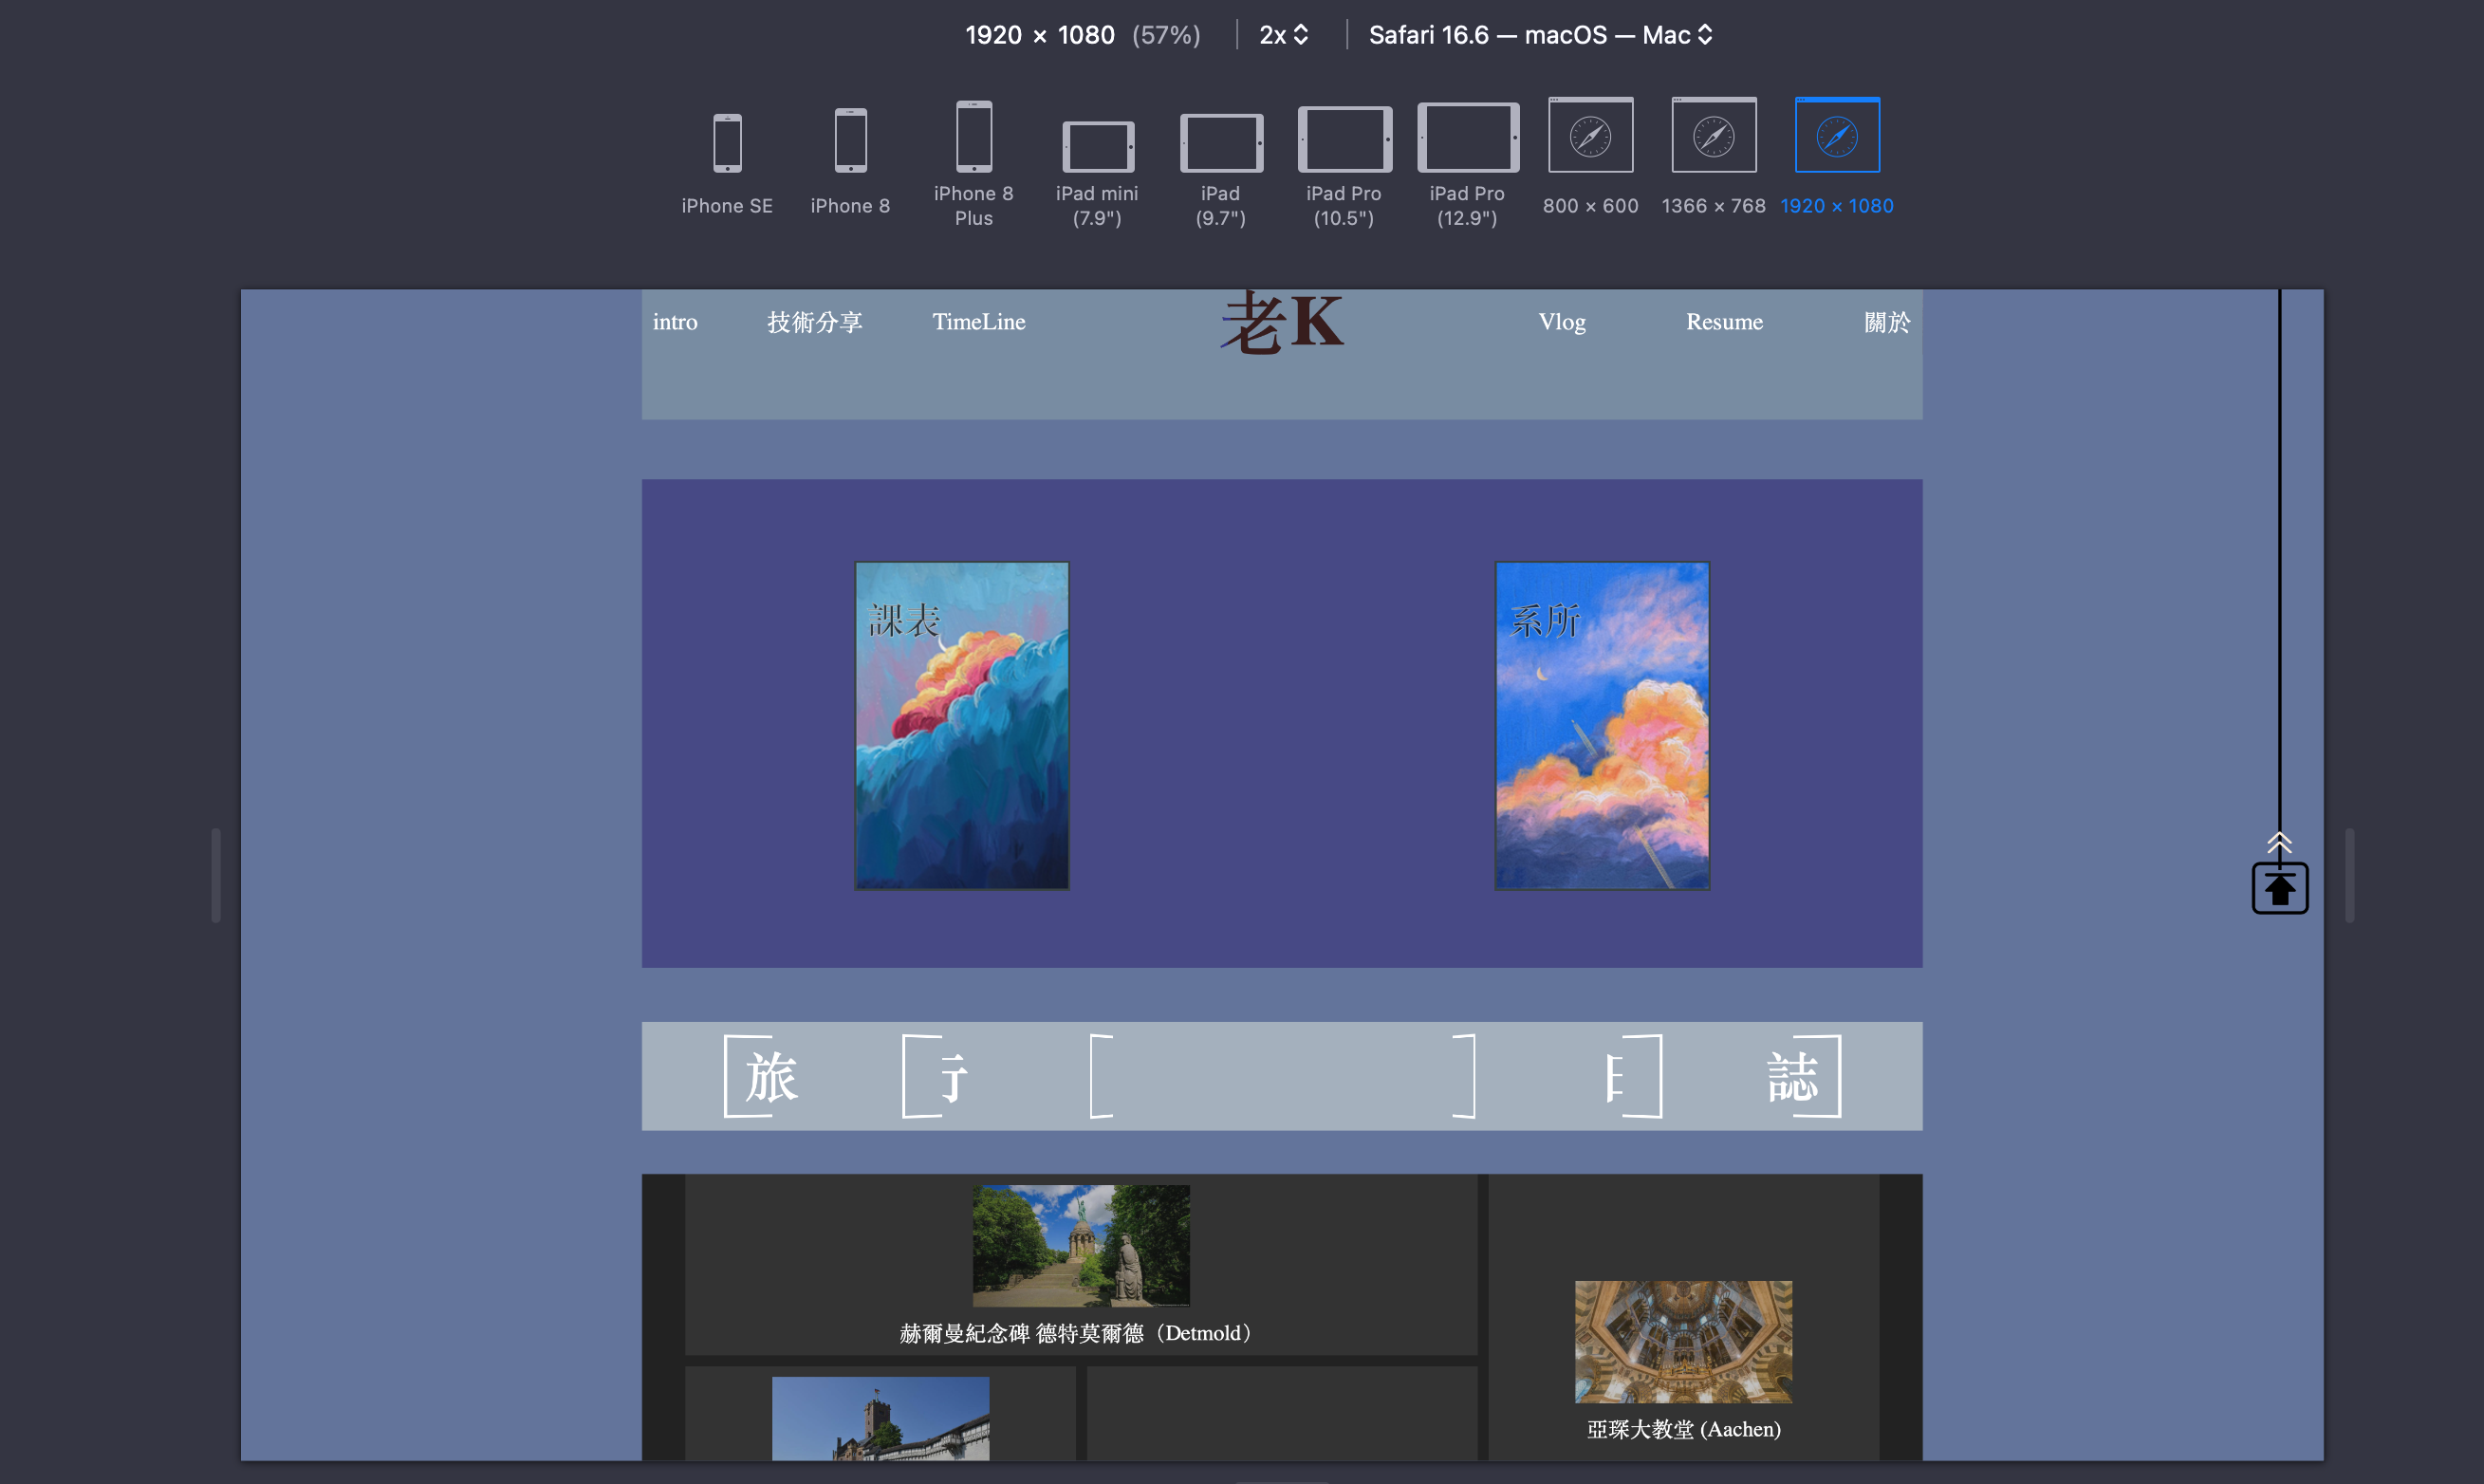 1920 × 1080 (57%) 2x Safari 16.6 — macOS — Mac
iPhone SE
iPhone 8
iPhone 8
Plus
iPad mini
(7.9")
iPad
(9.7")
iPad Pro
(10.5")
iPad Pro
(12.9")
800 × 600
1366 × 768
1920 × 1080
intro 技術分享 TimeLine 老K Vlog Resume 關於
課表
系所
旅 行 日 誌
赫爾曼紀念碑 德特莫爾德（Detmold）
亞琛大教堂 (Aachen)